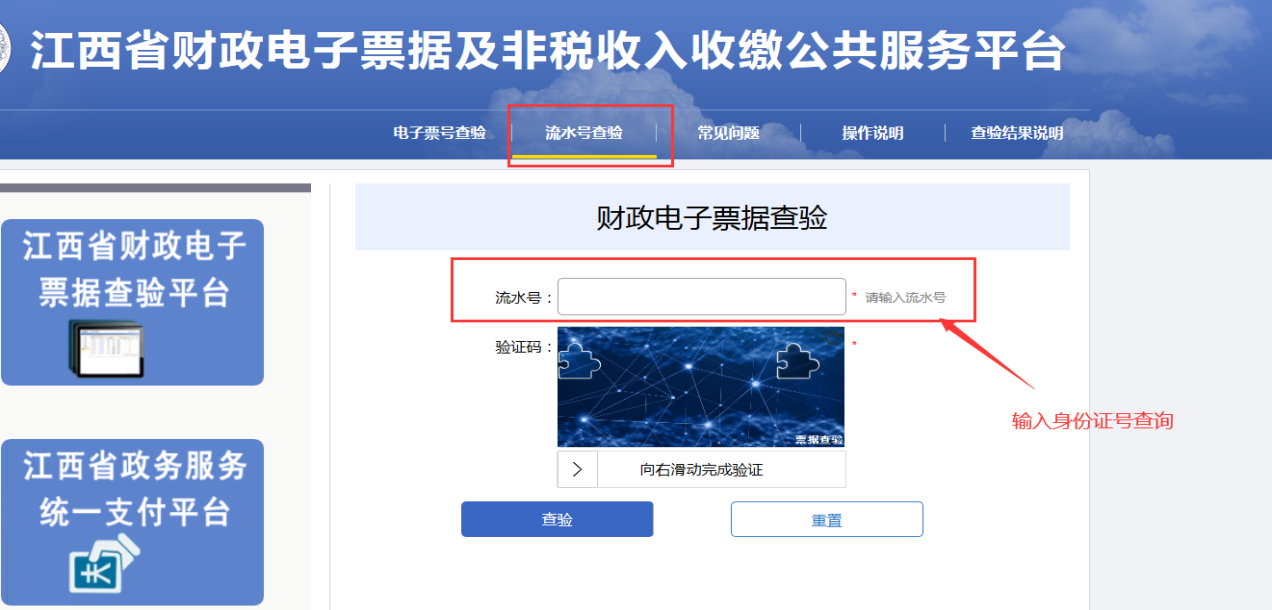 江西省财政电子票据及非税收入收缴公共服务平台
电子票号查验
流水号查验
常见问题
操作说明
查验结果说明
江西省财政电子
票据查验平台
江西省政务服务
统一支付平台
财政电子票据查验
流水号： * 请输入流水号
验证码： *
票据查验
> 向右滑动完成验证
查验
重置
输入身份证号查询